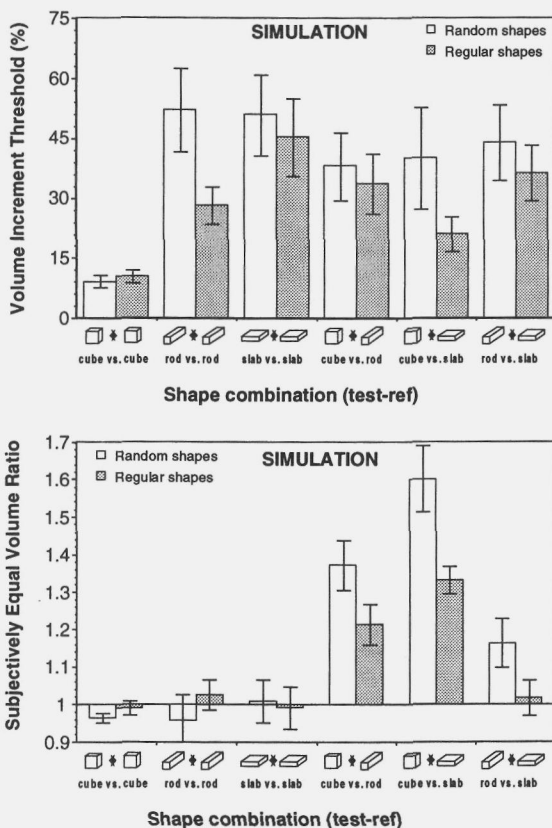 75
60
45
30
15
0
Volume Increment Threshold (%)
SIMULATION
Random shapes
Regular shapes
cube vs. cube
rod vs. rod
slab vs. slab
cube vs. rod
cube vs. slab
rod vs. slab
Shape combination (test-ref)
1.7
1.6
1.5
1.4
1.3
1.2
1.1
1
0.9
Subjectively Equal Volume Ratio
SIMULATION
Random shapes
Regular shapes
cube vs. cube
rod vs. rod
slab vs. slab
cube vs. rod
cube vs. slab
rod vs. slab
Shape combination (test-ref)